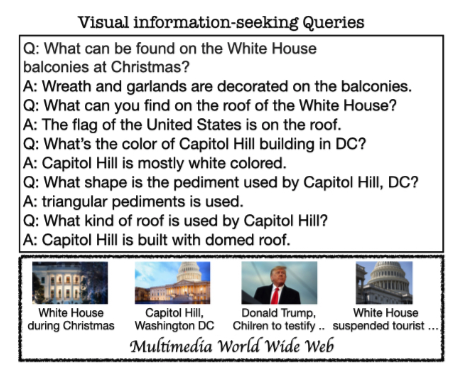 Visual information-seeking Queries
Q: What can be found on the White House
balconies at Christmas?
A: Wreath and garlands are decorated on the balconies.
Q: What can you find on the roof of the White House?
A: The flag of the United States is on the roof.
Q: What's the color of Capitol Hill building in DC?
A: Capitol Hill is mostly white colored.
Q: What shape is the pediment used by Capitol Hill, DC?
A: triangular pediments is used.
Q: What kind of roof is used by Capitol Hill?
A: Capitol Hill is built with domed roof.
White House
during Christmas
Capitol Hill,
Washington DC
Donald Trump,
Chilren to testify ..
White House
suspended tourist ...
Multimedia World Wide Web